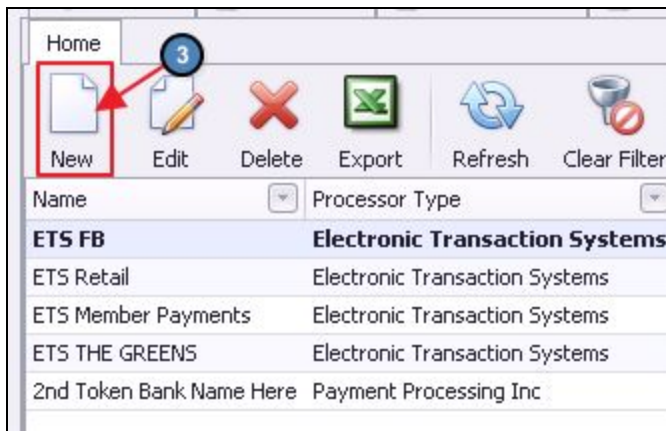 Home
3
New Edit Delete Export Refresh Clear Filter
Name Processor Type
ETS FB Electronic Transaction Systems
ETS Retail Electronic Transaction Systems
ETS Member Payments Electronic Transaction Systems
ETS THE GREENS Electronic Transaction Systems
2nd Token Bank Name Here Payment Processing Inc